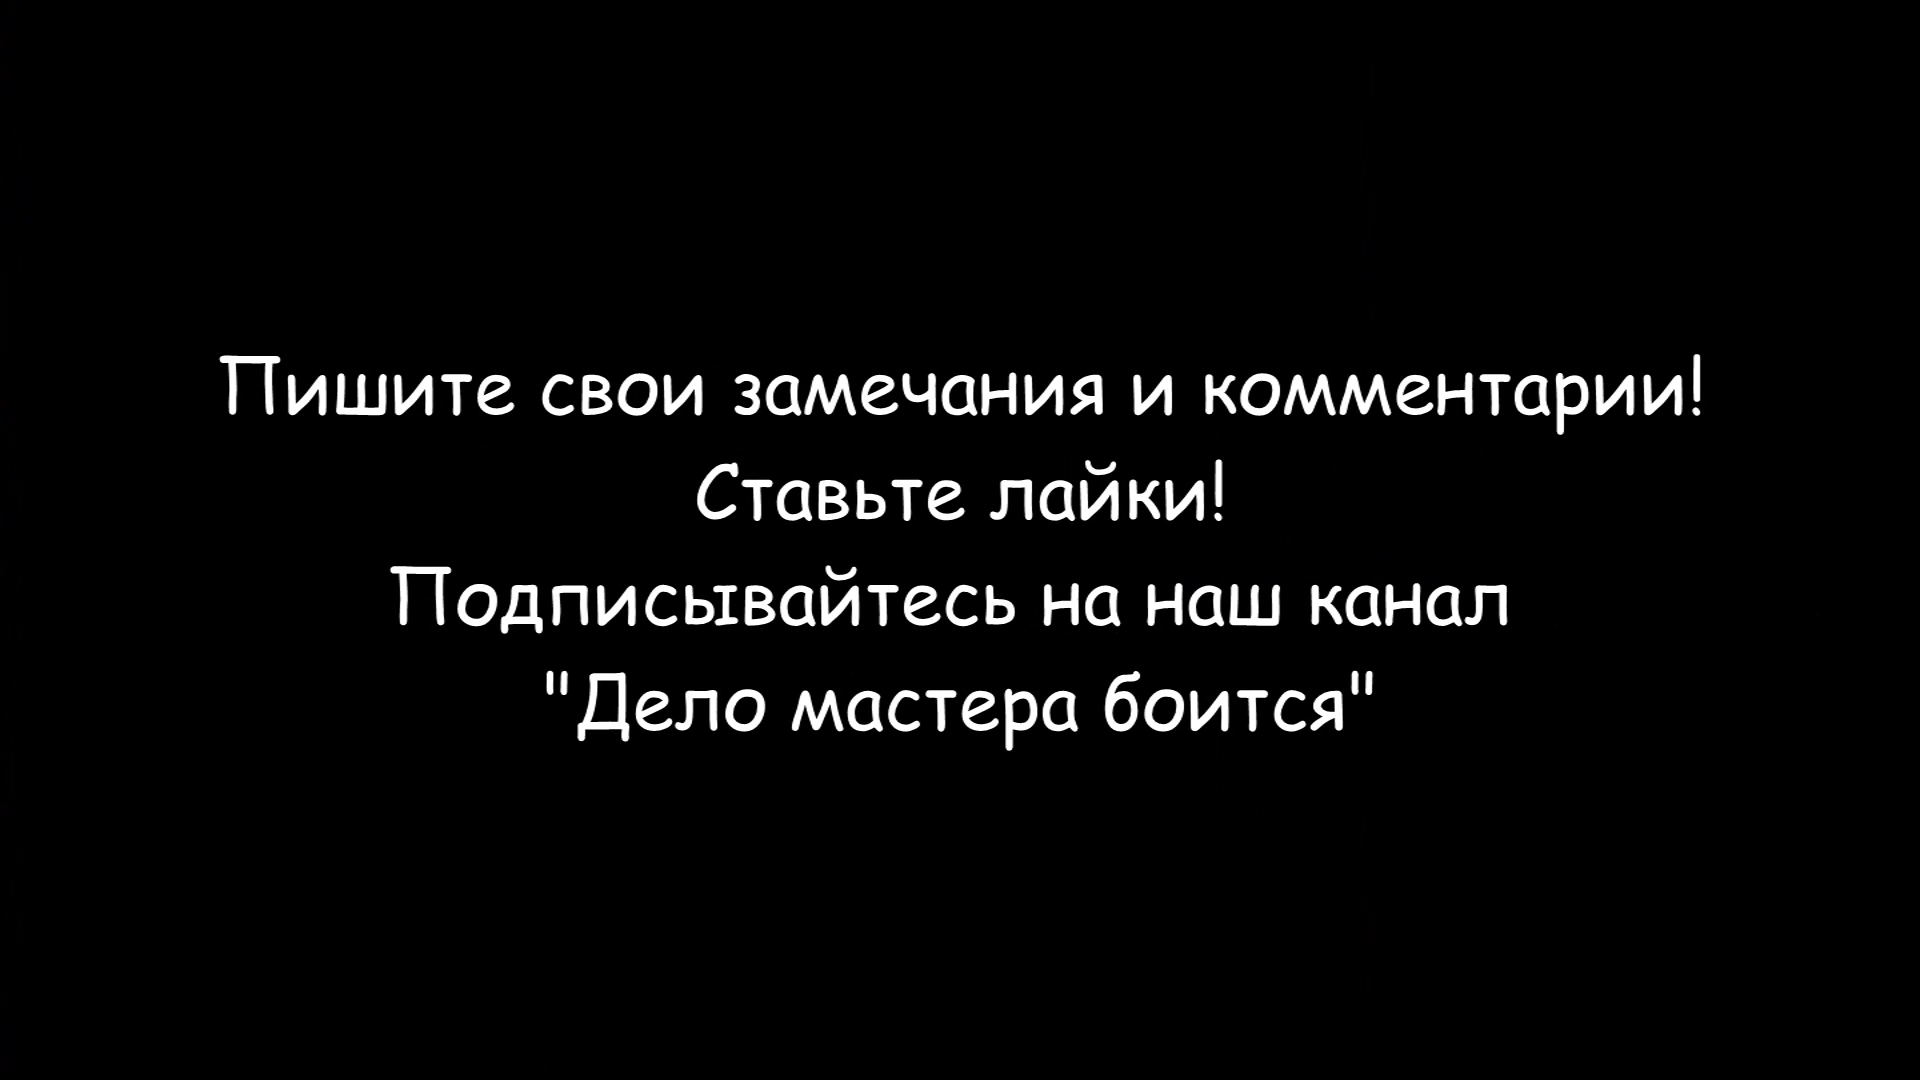 Пишите свои замечания и комментарии!
Ставьте лайки!
Подписывайтесь на наш канал
"Дело мастера боится"